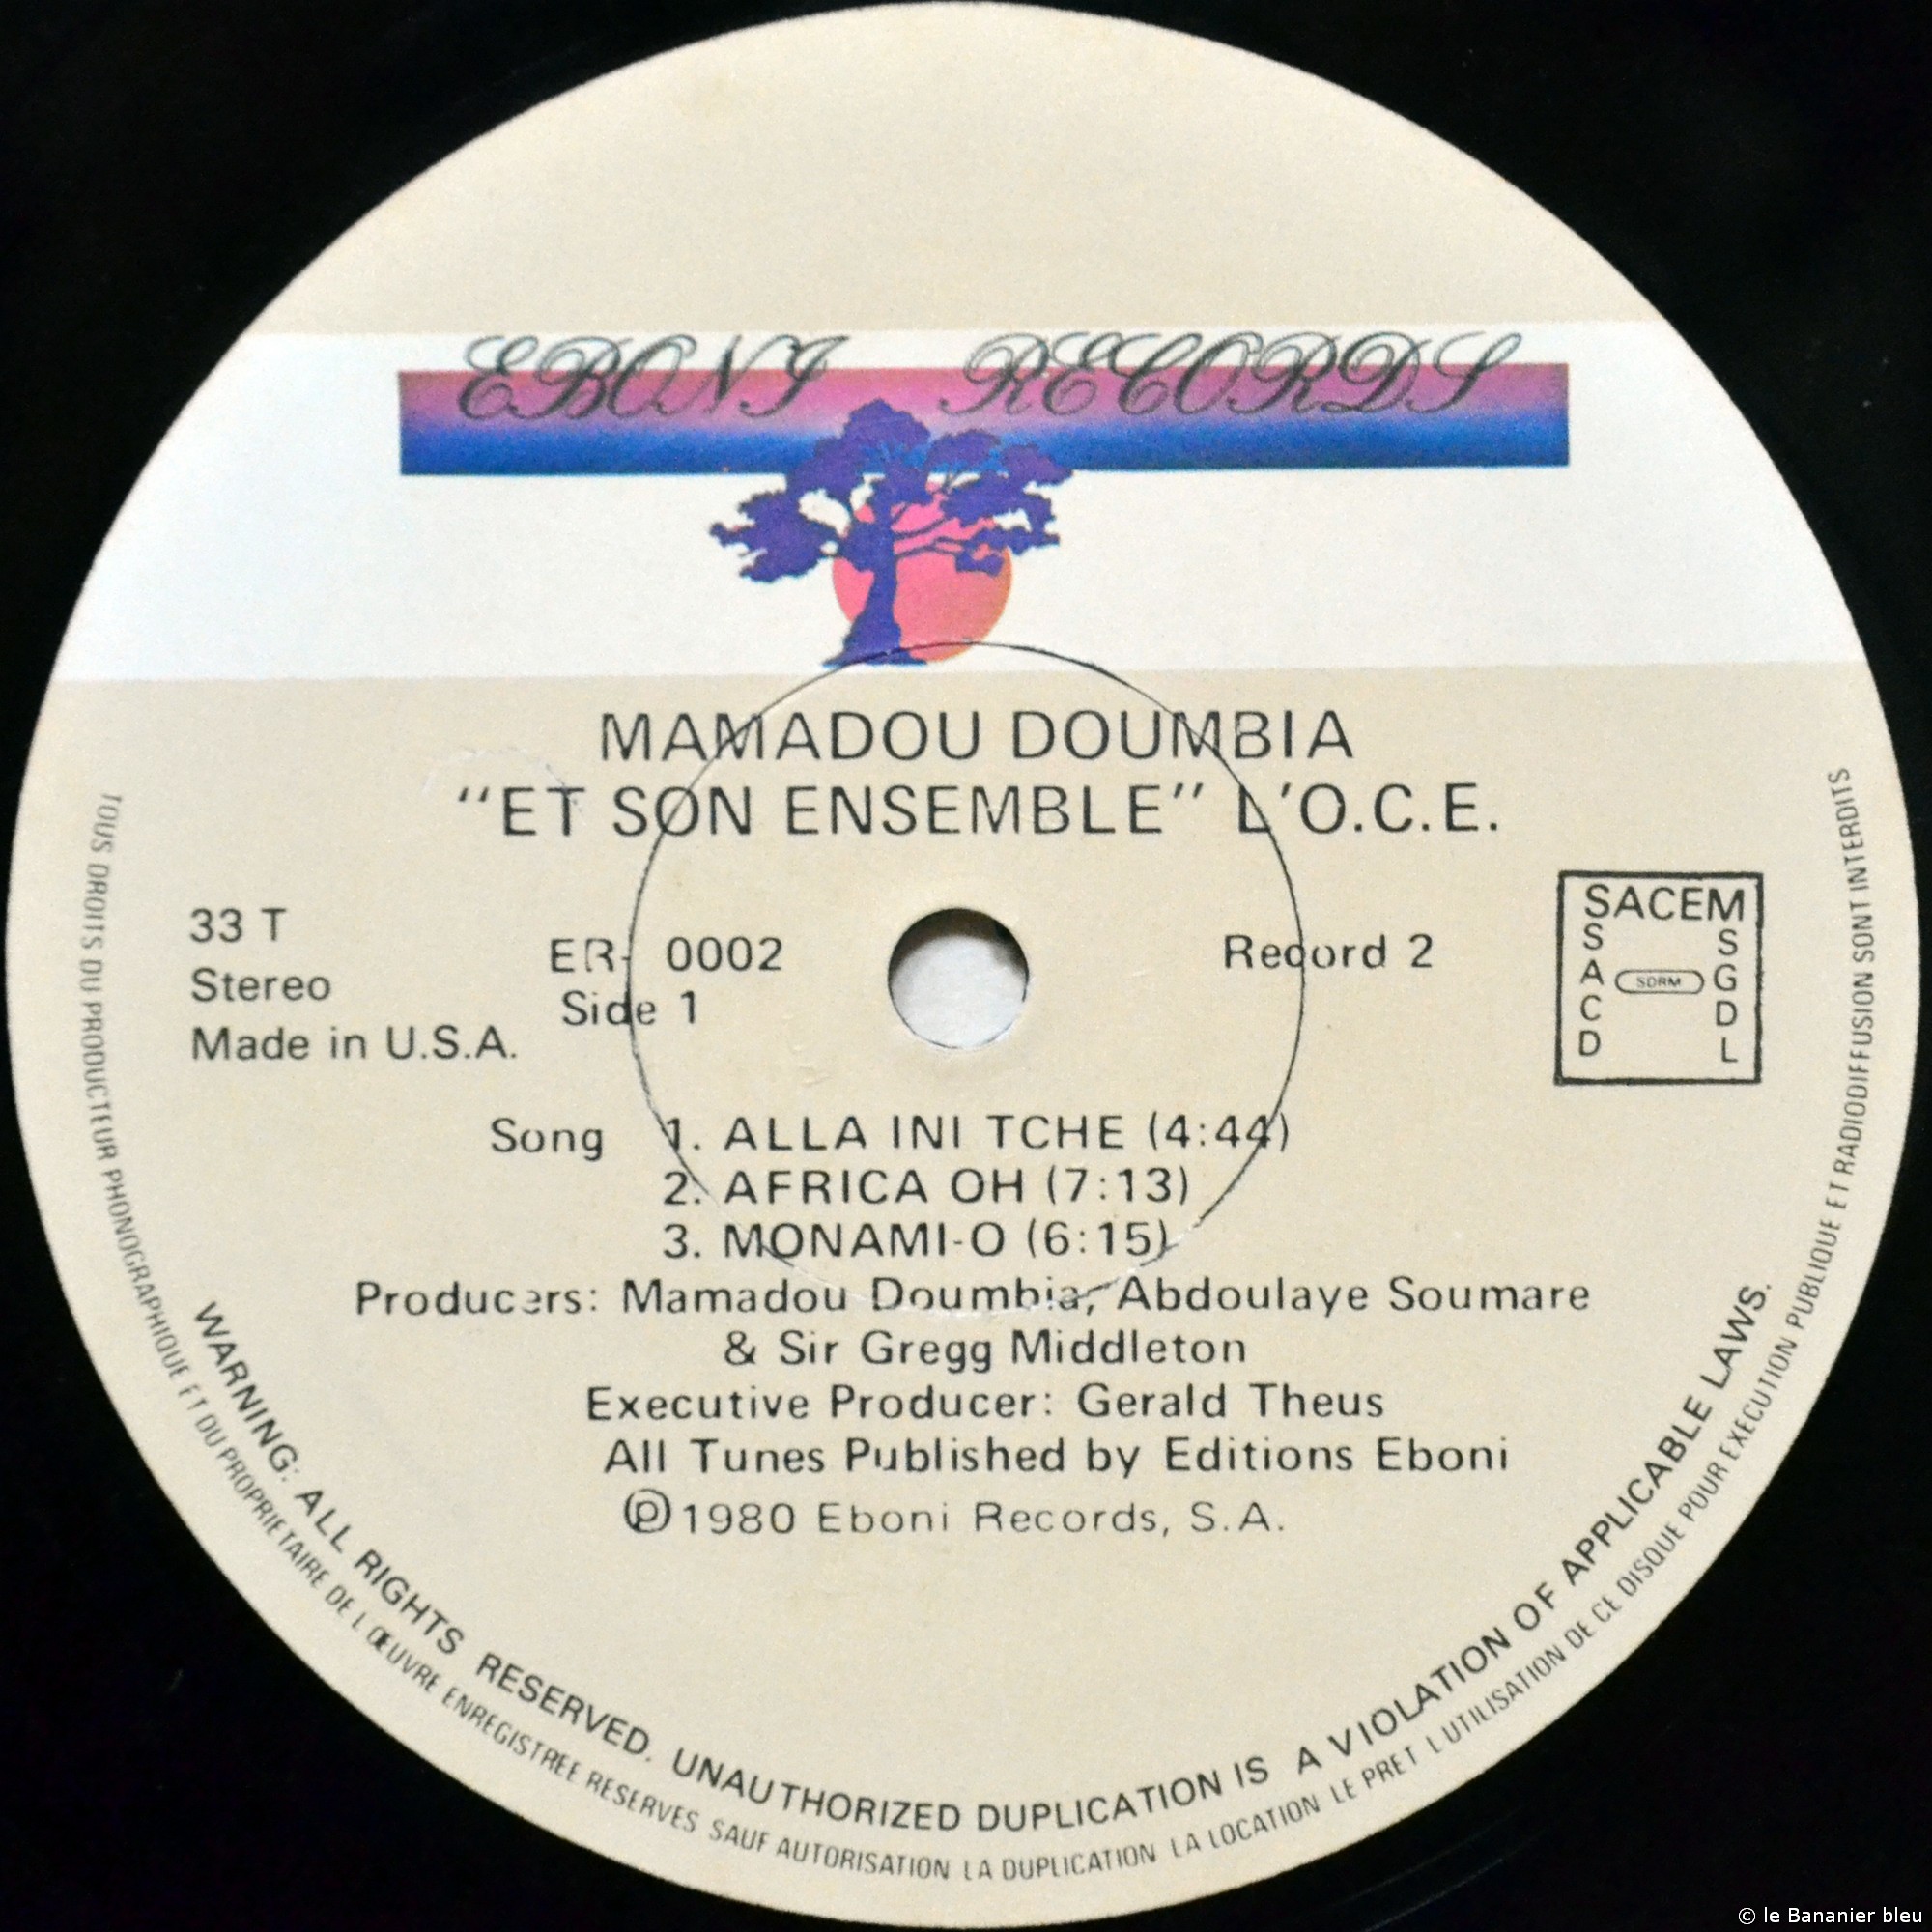 EBONI RECORDS
MAMADOU DOUMBIA
"ET SON ENSEMBLE" L'O.C.E.
33 T
Stereo
Made in U.S.A.
ER- 0002
Side 1
Record 2
SACEM
SACD
SDRM
SGDL
Song 1. ALLA INI TCHE (4:44)
2. AFRICA OH (7:13)
3. MONAMI-O (6:15)
Producers: Mamadou Doumbia, Abdoulaye Soumare
& Sir Gregg Middleton
Executive Producer: Gerald Theus
All Tunes Published by Editions Eboni
Ⓟ1980 Eboni Records, S.A.
WARNING: ALL RIGHTS RESERVED. UNAUTHORIZED DUPLICATION IS A VIOLATION OF APPLICABLE LAWS.
TOUS DROITS DU PRODUCTEUR PHONOGRAPHIQUE ET DU PROPRIETAIRE DE L'ŒUVRE ENREGISTREE RESERVES SAUF AUTORISATION LA DUPLICATION LA LOCATION LE PRET L'UTILISATION DE CE DISQUE POUR EXECUTION PUBLIQUE ET RADIODIFFUSION SONT INTERDITS
© le Bananier bleu